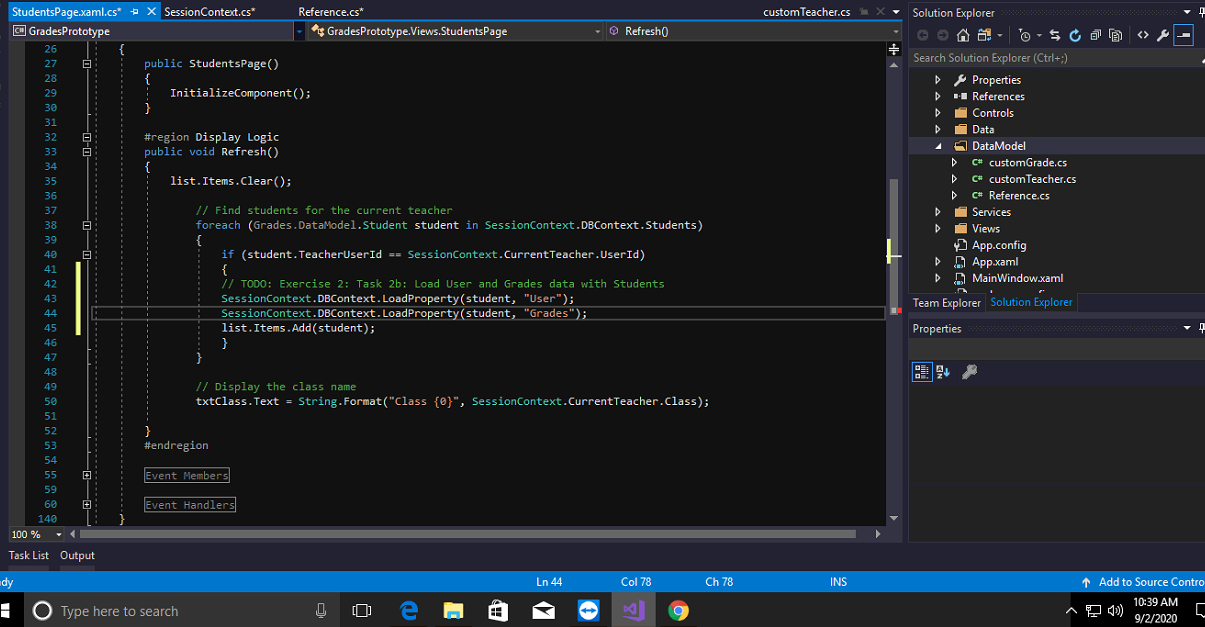 StudentsPage.xaml.cs*
SessionContext.cs*
Reference.cs*
customTeacher.cs
GradesPrototype
GradesPrototype.Views.StudentsPage
Refresh()
26 {
27 public StudentsPage()
28 {
29 InitializeComponent();
30 }
31
32 #region Display Logic
33 public void Refresh()
34 {
35 list.Items.Clear();
36
37 // Find students for the current teacher
38 foreach (Grades.DataModel.Student student in SessionContext.DBContext.Students)
39 {
40 if (student.TeacherUserId == SessionContext.CurrentTeacher.UserId)
41 {
42 // TODO: Exercise 2: Task 2b: Load User and Grades data with Students
43 SessionContext.DBContext.LoadProperty(student, "User");
44 SessionContext.DBContext.LoadProperty(student, "Grades");
45 list.Items.Add(student);
46 }
47 }
48
49 // Display the class name
50 txtClass.Text = String.Format("Class {0}", SessionContext.CurrentTeacher.Class);
51
52 }
53 #endregion
54
55 Event Members
59
60 Event Handlers
140 }
100 %
Solution Explorer
Search Solution Explorer (Ctrl+;)
Properties
References
Controls
Data
DataModel
C# customGrade.cs
C# customTeacher.cs
C# Reference.cs
Services
Views
App.config
App.xaml
MainWindow.xaml
Team Explorer Solution Explorer
Properties
Task List Output
dy
Ln 44 Col 78 Ch 78 INS
Add to Source Contro
Type here to search
10:39 AM
9/2/2020